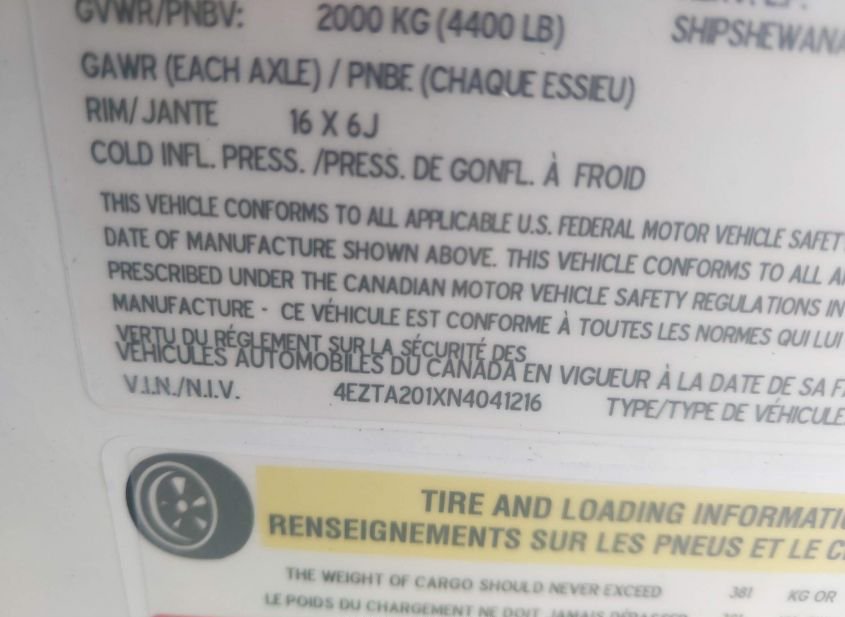 GVWR/PNBV: 2000 KG (4400 LB)
SHIPSHEWANA
GAWR (EACH AXLE) / PNBE (CHAQUE ESSIEU)
RIM/JANTE 16 X 6J
COLD INFL. PRESS. /PRESS. DE GONFL. À FROID
THIS VEHICLE CONFORMS TO ALL APPLICABLE U.S. FEDERAL MOTOR VEHICLE SAFET
DATE OF MANUFACTURE SHOWN ABOVE. THIS VEHICLE CONFORMS TO ALL A
PRESCRIBED UNDER THE CANADIAN MOTOR VEHICLE SAFETY REGULATIONS IN
MANUFACTURE - CE VÉHICULE EST CONFORME À TOUTES LES NORMES QUI LUI
VERTU DU RÉGLEMENT SUR LA SÉCURITÉ DES
VÉHICULES AUTOMOBILES DU CANADA EN VIGUEUR À LA DATE DE SA F
V.I.N./N.I.V. 4EZTA201XN4041216 TYPE/TYPE DE VÉHICULE
TIRE AND LOADING INFORMATI
RENSEIGNEMENTS SUR LES PNEUS ET LE C
THE WEIGHT OF CARGO SHOULD NEVER EXCEED 381 KG OR
LE POIDS DU CHARGEMENT NE DOIT JAMAIS DÉPASSER